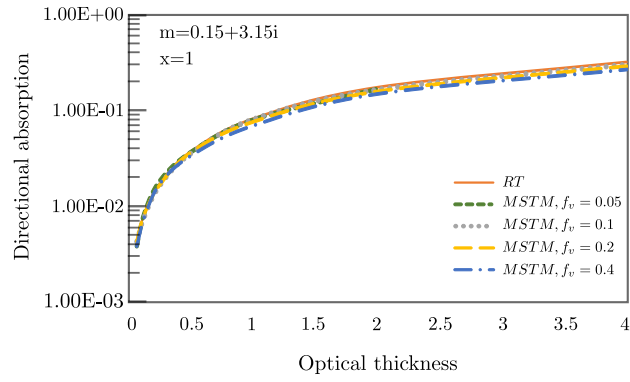 1.00E+00
m=0.15+3.15i
x=1
1.00E-01
Directional absorption
RT
MSTM, f_v = 0.05
1.00E-02
MSTM, f_v = 0.1
MSTM, f_v = 0.2
MSTM, f_v = 0.4
1.00E-03
0 0.5 1 1.5 2 2.5 3 3.5 4
Optical thickness